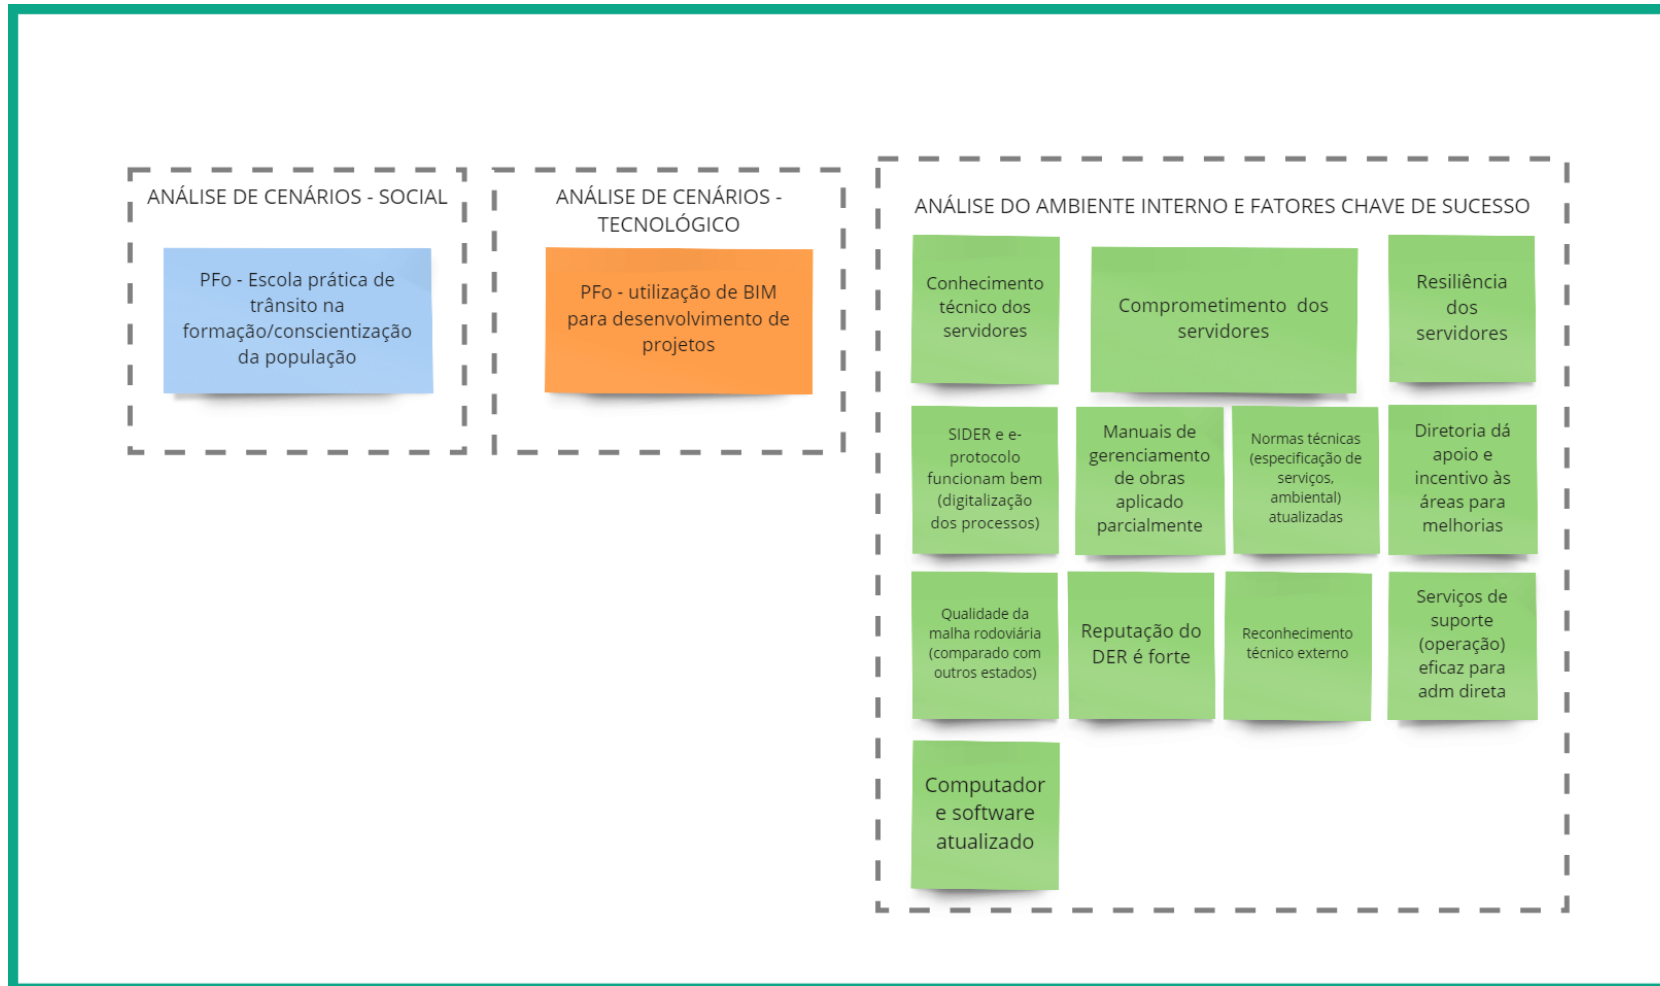 ANÁLISE DE CENÁRIOS - SOCIAL
PFo - Escola prática de
trânsito na
formação/conscientização
da população
ANÁLISE DE CENÁRIOS -
TECNOLÓGICO
PFo - utilização de BIM
para desenvolvimento de
projetos
ANÁLISE DO AMBIENTE INTERNO E FATORES CHAVE DE SUCESSO
Conhecimento
técnico dos
servidores
Comprometimento dos
servidores
Resiliência
dos
servidores
SIDER e e-
protocolo
funcionam bem
(digitalização
dos processos)
Manuais de
gerenciamento
de obras
aplicado
parcialmente
Normas técnicas
(especificação de
serviços,
ambiental)
atualizadas
Diretoria dá
apoio e
incentivo às
áreas para
melhorias
Qualidade da
malha rodoviária
(comparado com
outros estados)
Reputação do
DER é forte
Reconhecimento
técnico externo
Serviços de
suporte
(operação)
eficaz para
adm direta
Computador
e software
atualizado